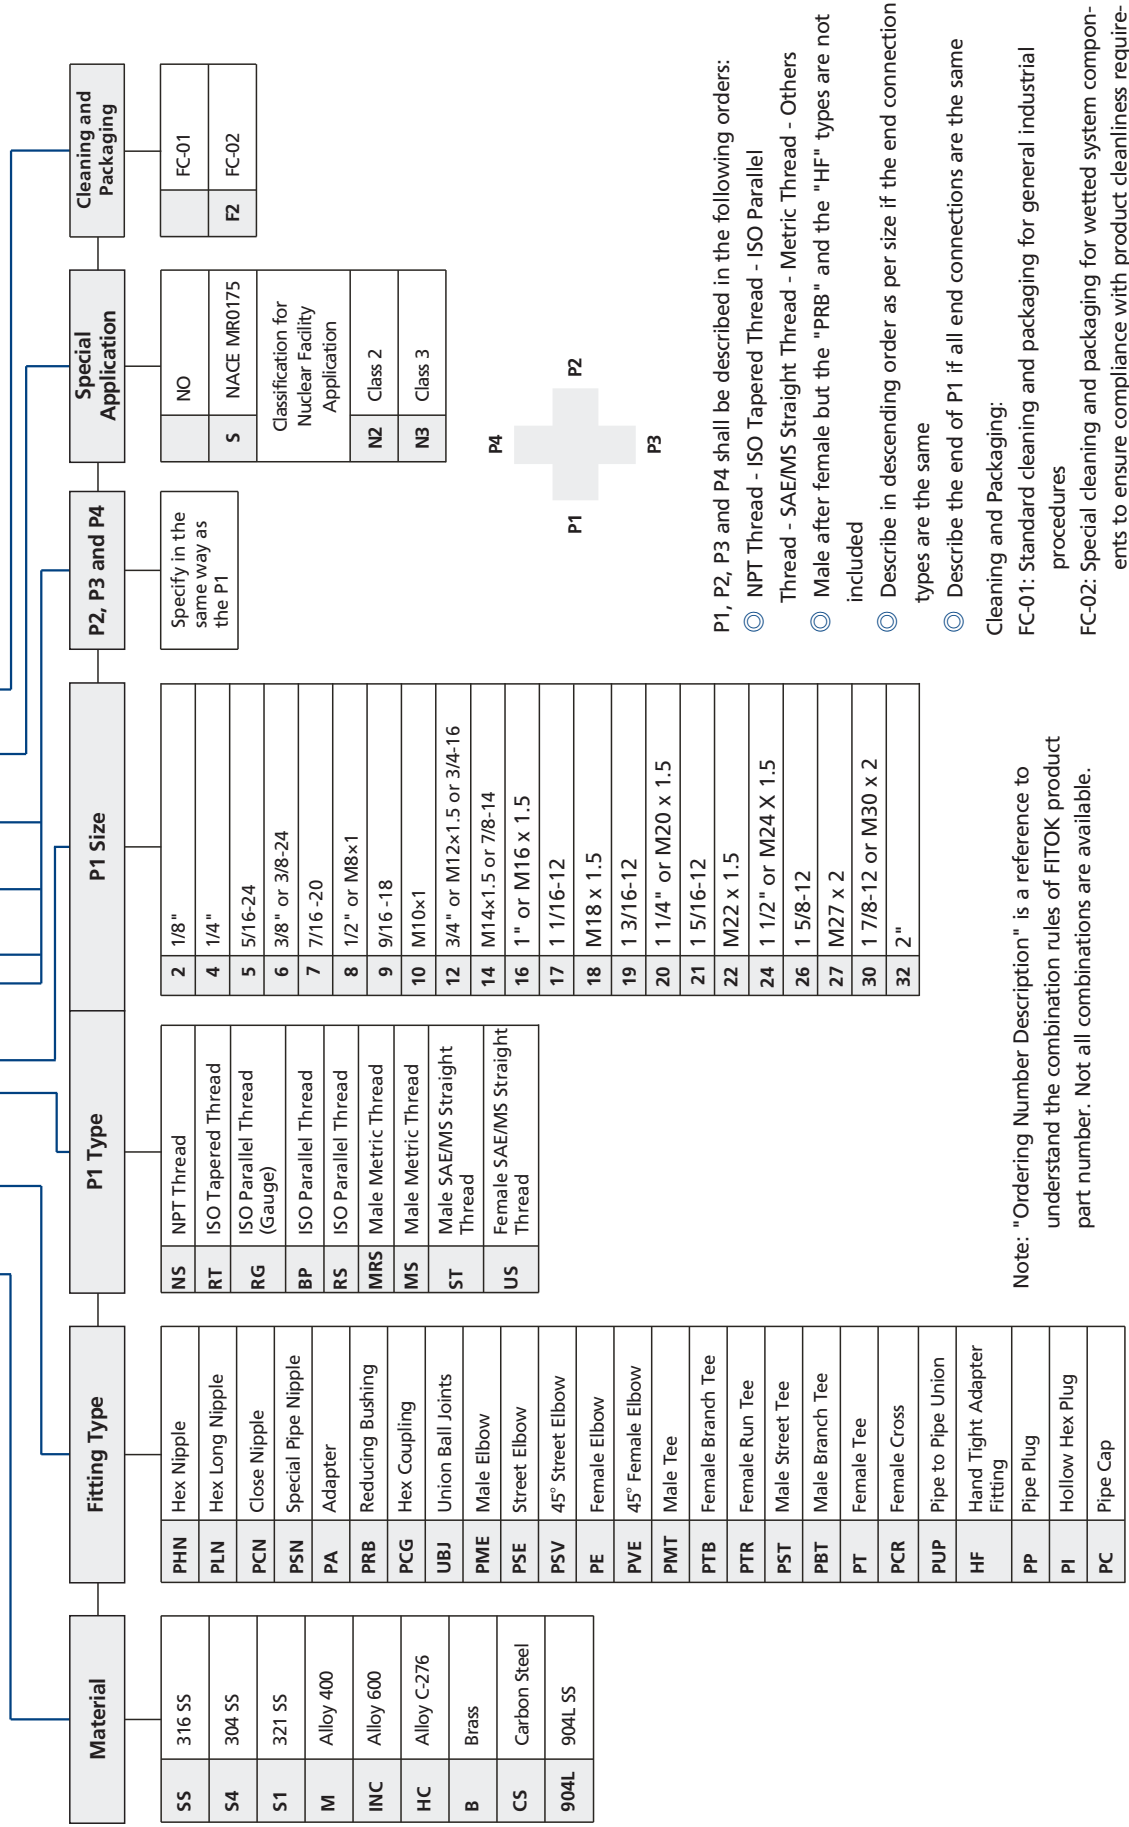 Material
SS 316 SS
S4 304 SS
S1 321 SS
M Alloy 400
INC Alloy 600
HC Alloy C-276
B Brass
CS Carbon Steel
904L 904L SS
Fitting Type
PHN Hex Nipple
PLN Hex Long Nipple
PCN Close Nipple
PSN Special Pipe Nipple
PA Adapter
PRB Reducing Bushing
PCG Hex Coupling
UBJ Union Ball Joints
PME Male Elbow
PSE Street Elbow
PSV 45° Street Elbow
PE Female Elbow
PVE 45° Female Elbow
PMT Male Tee
PTB Female Branch Tee
PTR Female Run Tee
PST Male Street Tee
PBT Male Branch Tee
PT Female Tee
PCR Female Cross
PUP Pipe to Pipe Union
HF Hand Tight Adapter
Fitting
PP Pipe Plug
PI Hollow Hex Plug
PC Pipe Cap
P1 Type
NS NPT Thread
RT ISO Tapered Thread
RG ISO Parallel Thread
(Gauge)
BP ISO Parallel Thread
RS ISO Parallel Thread
MRS Male Metric Thread
MS Male Metric Thread
ST Male SAE/MS Straight
Thread
US Female SAE/MS Straight
Thread
P1 Size
2 1/8"
4 1/4"
5 5/16-24
6 3/8" or 3/8-24
7 7/16 -20
8 1/2" or M8×1
9 9/16 -18
10 M10×1
12 3/4" or M12×1.5 or 3/4-16
14 M14×1.5 or 7/8-14
16 1" or M16 x 1.5
17 1 1/16-12
18 M18 x 1.5
19 1 3/16-12
20 1 1/4" or M20 x 1.5
21 1 5/16-12
22 M22 x 1.5
24 1 1/2" or M24 X 1.5
26 1 5/8-12
27 M27 x 2
30 1 7/8-12 or M30 x 2
32 2"
Note: "Ordering Number Description" is a reference to
understand the combination rules of FITOK product
part number. Not all combinations are available.
P2, P3 and P4
Specify in the
same way as
the P1
Special
Application
NO
S NACE MR0175
Classification for
Nuclear Facility
Application
N2 Class 2
N3 Class 3
Cleaning and
Packaging
FC-01
F2 FC-02
P4
P1 P2
P3
P1, P2, P3 and P4 shall be described in the following orders:
◎ NPT Thread - ISO Tapered Thread - ISO Parallel
Thread - SAE/MS Straight Thread - Metric Thread - Others
◎ Male after female but the "PRB" and the "HF" types are not
included
◎ Describe in descending order as per size if the end connection
types are the same
◎ Describe the end of P1 if all end connections are the same
Cleaning and Packaging:
FC-01: Standard cleaning and packaging for general industrial
procedures
FC-02: Special cleaning and packaging for wetted system compon-
ents to ensure compliance with product cleanliness require-